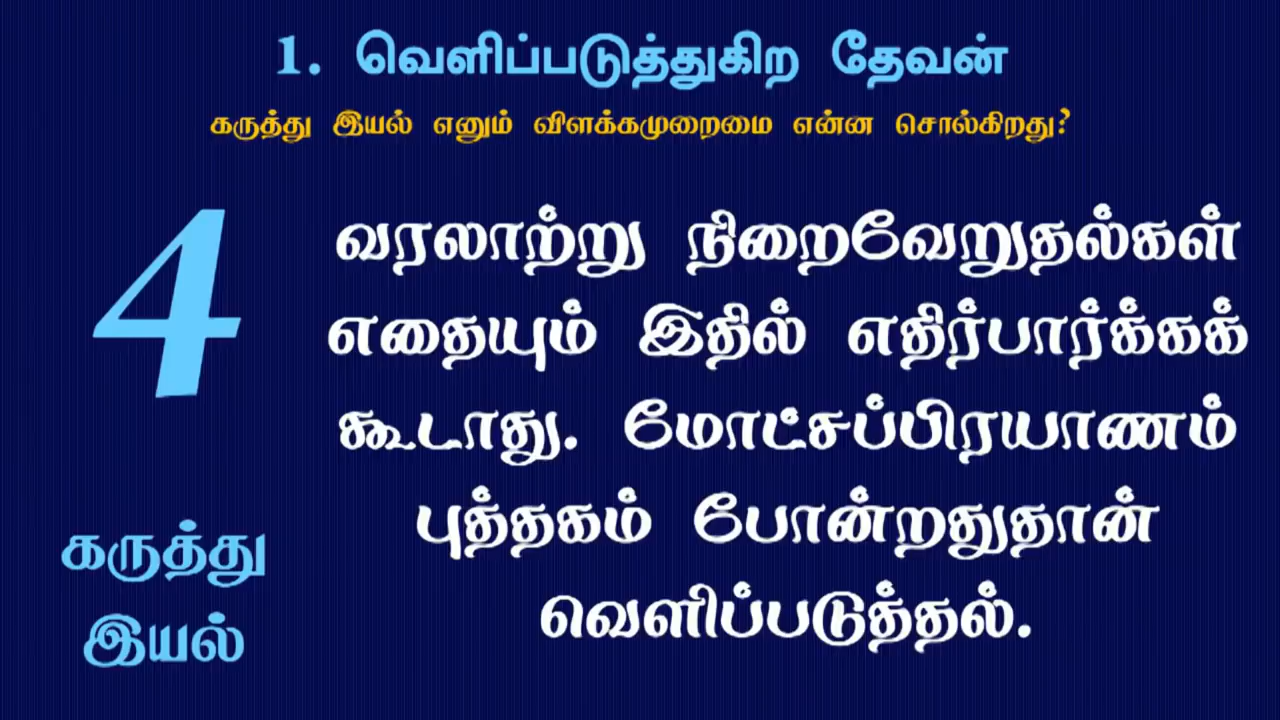 1. வெளிப்படுத்துகிற தேவன்
கருத்து இயல் எனும் விளக்கமுறைமை என்ன சொல்கிறது?
4
வரலாற்று நிறைவேறுதல்கள்
எதையும் இதில் எதிர்பார்க்கக்
கூடாது. மோட்சப்பிரயாணம்
புத்தகம் போன்றதுதான்
வெளிப்படுத்தல்.
கருத்து
இயல்